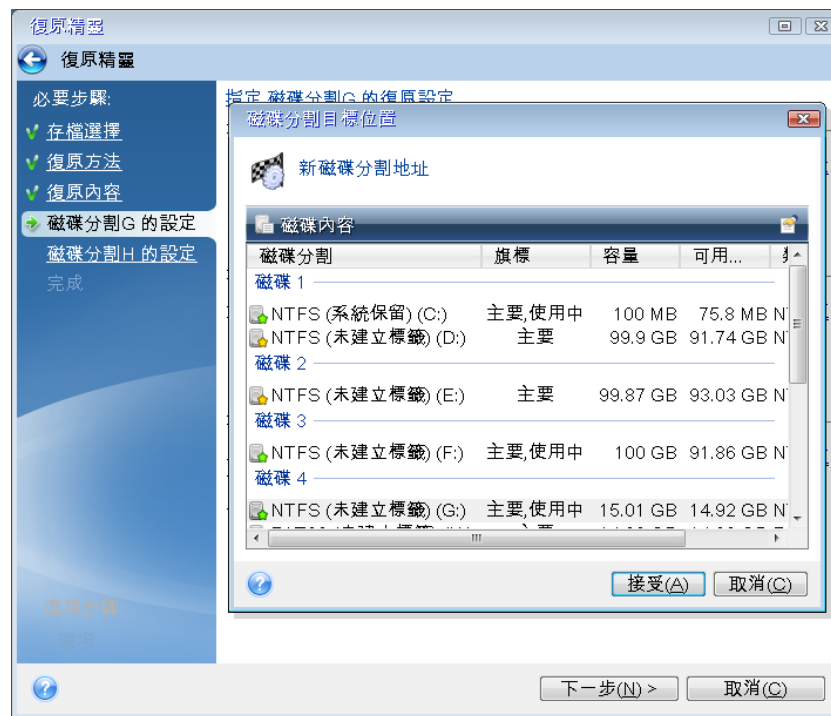 復原精靈
復原精靈
必要步驟:
存檔選擇
復原方法
復原內容
磁碟分割G 的設定
磁碟分割H 的設定
完成
選項
指定 磁碟分割G 的復原設定
磁碟分割目標位置
新磁碟分割地址
磁碟內容
磁碟分割 旗標 容量 可用...
磁碟 1
NTFS (系統保留) (C:) 主要,使用中 100 MB 75.8 MB
NTFS (未建立標籤) (D:) 主要 99.9 GB 91.74 GB
磁碟 2
NTFS (未建立標籤) (E:) 主要 99.87 GB 93.03 GB
磁碟 3
NTFS (未建立標籤) (F:) 主要,使用中 100 GB 91.86 GB
磁碟 4
NTFS (未建立標籤) (G:) 主要,使用中 15.01 GB 14.92 GB
接受(A) 取消(C)
下一步(N) > 取消(C)